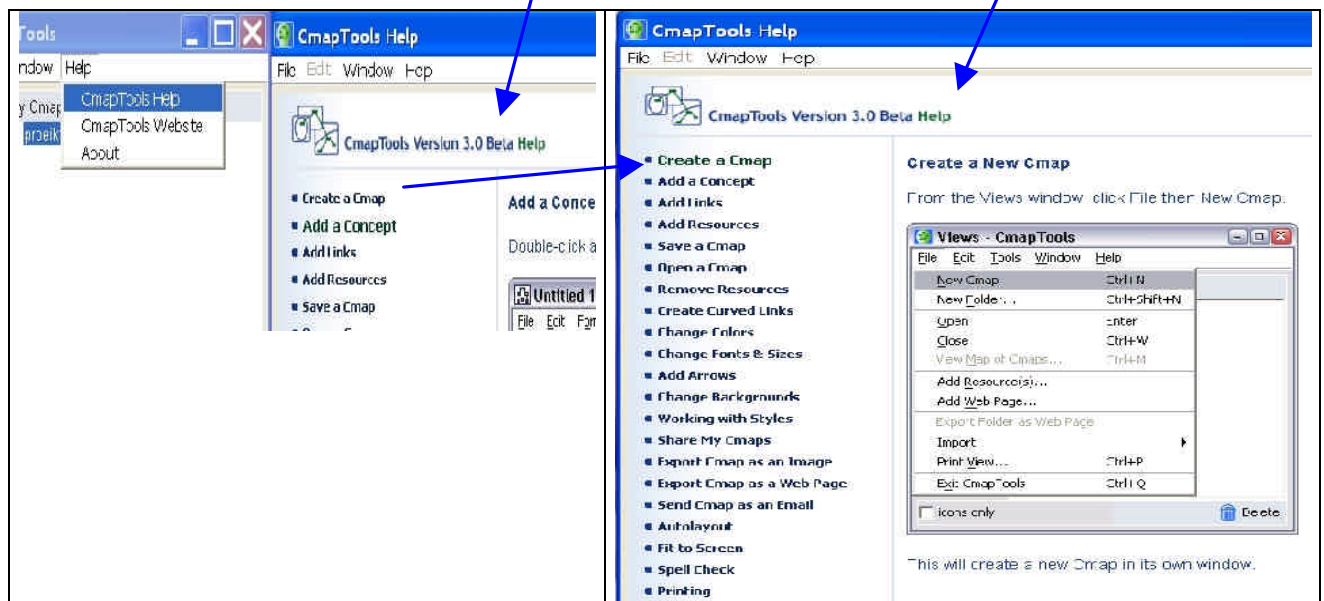 Tools
ndow Help
CmapTools Help
CmapTools Website
About
y Cmap
proeik
CmapTools Help
File Edit Window Help
CmapTools Version 3.0 Beta Help
Create a Cmap
Add a Concept
Add Links
Add Resources
Save a Cmap
Add a Conce
Double-click a
Untitled 1
File Edit For
CmapTools Help
File Edit Window Help
CmapTools Version 3.0 Beta Help
Create a Cmap
Add a Concept
Add Links
Add Resources
Save a Cmap
Open a Cmap
Remove Resources
Create Curved Links
Change Colors
Change Fonts & Sizes
Add Arrows
Change Backgrounds
Working with Styles
Share My Cmaps
Export Cmap as an Image
Export Cmap as a Web Page
Send Cmap as an Email
Autolayout
Fit to Screen
Spell Check
Printing
Create a New Cmap
From the Views window, click File then New Cmap.
Views - CmapTools
File Edit Tools Window Help
New Cmap Ctrl+N
New Folder... Ctrl+Shift+N
Open Enter
Close Ctrl+W
View Map of Cmaps... Ctrl+M
Add Resource(s)...
Add Web Page...
Export Folder as Web Page
Import
Print View... Ctrl+P
Exit CmapTools Ctrl+Q
icons only Delete
This will create a new Cmap in its own window.